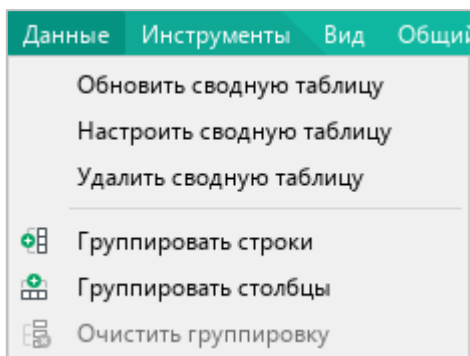 Данные Инструменты Вид Общий
Обновить сводную таблицу
Настроить сводную таблицу
Удалить сводную таблицу
Группировать строки
Группировать столбцы
Очистить группировку